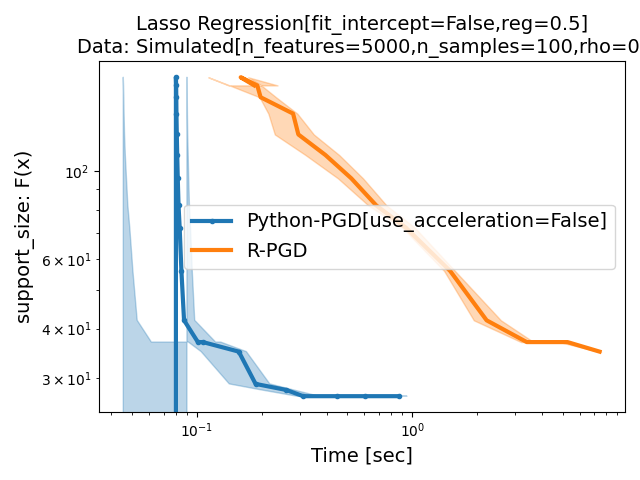 Lasso Regression[fit_intercept=False,reg=0.5]
Data: Simulated[n_features=5000,n_samples=100,rho=0
support_size: F(x)
10²
6 × 10¹
4 × 10¹
3 × 10¹
Python-PGD[use_acceleration=False]
R-PGD
10⁻¹
10⁰
Time [sec]